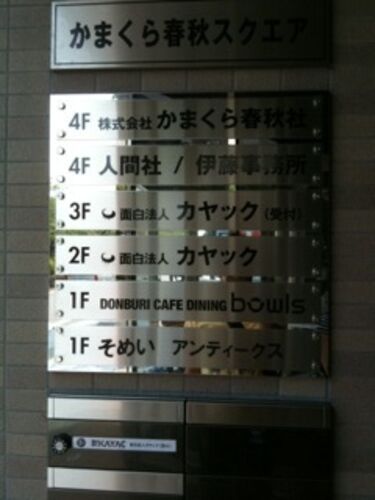 かまくら春秋スクエア
4F 株式会社 かまくら春秋社
4F 人間社 / 伊藤事務所
3F 面白法人 カヤック (受付)
2F 面白法人 カヤック
1F DONBURI CAFE DINING bowls
1F そめい アンティークス
KAYAC